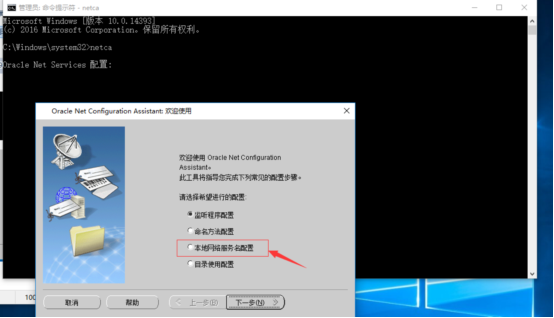 管理员: 命令提示符 - netca
Microsoft Windows [版本 10.0.14393]
(c) 2016 Microsoft Corporation。保留所有权利。
C:\Windows\system32>netca
Oracle Net Services 配置:
Oracle Net Configuration Assistant: 欢迎使用
欢迎使用 Oracle Net Configuration
Assistant。
此工具将指导您完成下列常见的配置步骤。
请选择希望进行的配置:
监听程序配置
命名方法配置
本地网络服务名配置
目录使用配置
取消
帮助
上一步(B)
下一步(N)
100